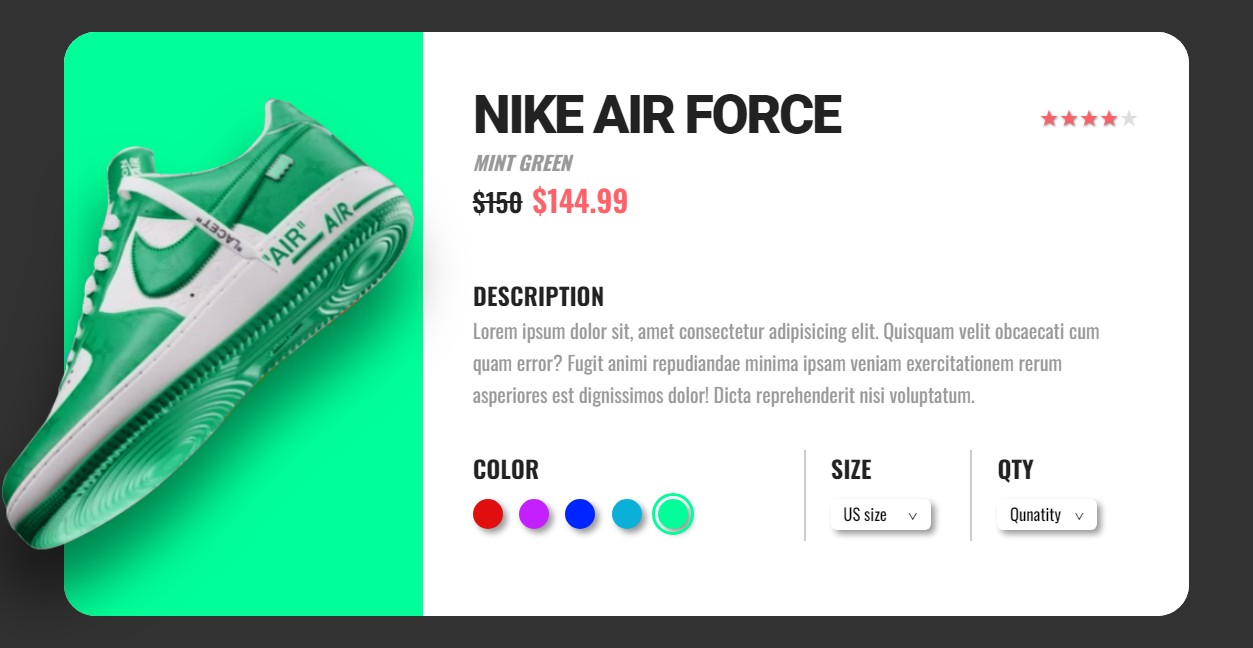 NIKE AIR FORCE
MINT GREEN
$150 $144.99
"LACET"
"AIR"
AIR
DESCRIPTION
Lorem ipsum dolor sit, amet consectetur adipisicing elit. Quisquam velit obcaecati cum
quam error? Fugit animi repudiandae minima ipsam veniam exercitationem rerum
asperiores est dignissimos dolor! Dicta reprehenderit nisi voluptatum.
COLOR
SIZE
QTY
US size
Qunatity